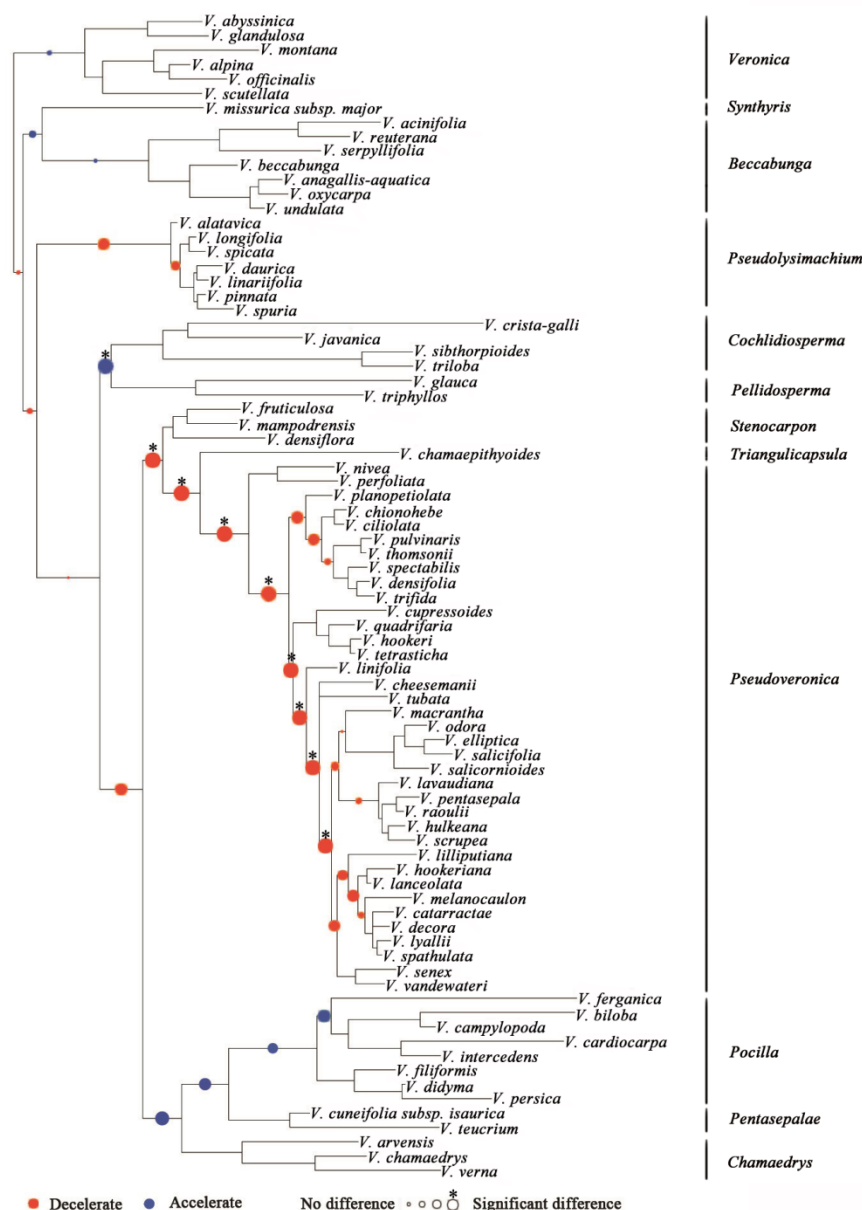 V. abyssinica
V. glandulosa
V. montana
V. alpina
V. officinalis
V. scutellata
Veronica
V. missurica subsp. major
Synthyris
V. acinifolia
V. reuterana
V. serpyllifolia
V. beccabunga
V. anagallis-aquatica
V. oxycarpa
V. undulata
Beccabunga
V. alatavica
V. longifolia
V. spicata
V. daurica
V. linariifolia
V. pinnata
V. spuria
Pseudolysimachium
V. crista-galli
V. javanica
V. sibthorpioides
V. triloba
Cochlidiosperma
*
V. glauca
V. triphyllos
Pellidosperma
V. fruticulosa
V. mampodrensis
V. densiflora
Stenocarpon
*
V. chamaepithyoides
Triangulicapsula
*
V. nivea
V. perfoliata
V. planopetiolata
V. chionohebe
V. ciliolata
*
V. pulvinaris
V. thomsonii
V. spectabilis
V. densifolia
V. trifida
*
V. cupressoides
V. quadrifaria
V. hookeri
V. tetrasticha
*
V. linifolia
V. cheesemanii
V. tubata
*
V. macrantha
V. odora
V. elliptica
V. salicifolia
V. salicornioides
*
V. lavaudiana
V. pentasepala
V. raoulii
V. hulkeana
V. scrupea
*
V. lilliputiana
V. hookeriana
V. lanceolata
V. melanocaulon
V. catarractae
V. decora
V. lyallii
V. spathulata
V. senex
V. vandewateri
Pseudoveronica
V. ferganica
V. biloba
V. campylopoda
V. cardiocarpa
V. intercedens
V. filiformis
V. didyma
V. persica
Pocilla
V. cuneifolia subsp. isaurica
V. teucrium
Pentasepalae
V. arvensis
V. chamaedrys
V. verna
Chamaedrys
Decelerate Accelerate No difference * Significant difference